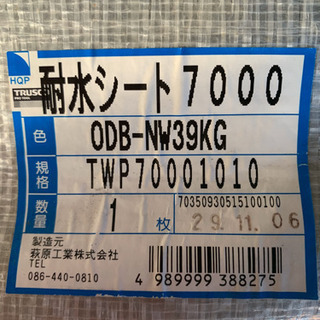 HQP
TRUSCO
耐水シート7000
色 ODB-NW39KG
規格 TWP70001010
数量 1 枚
70350930515100100
29.11.06
製造元
萩原工業株式会社
TEL
086-440-0810
4 989999 388275